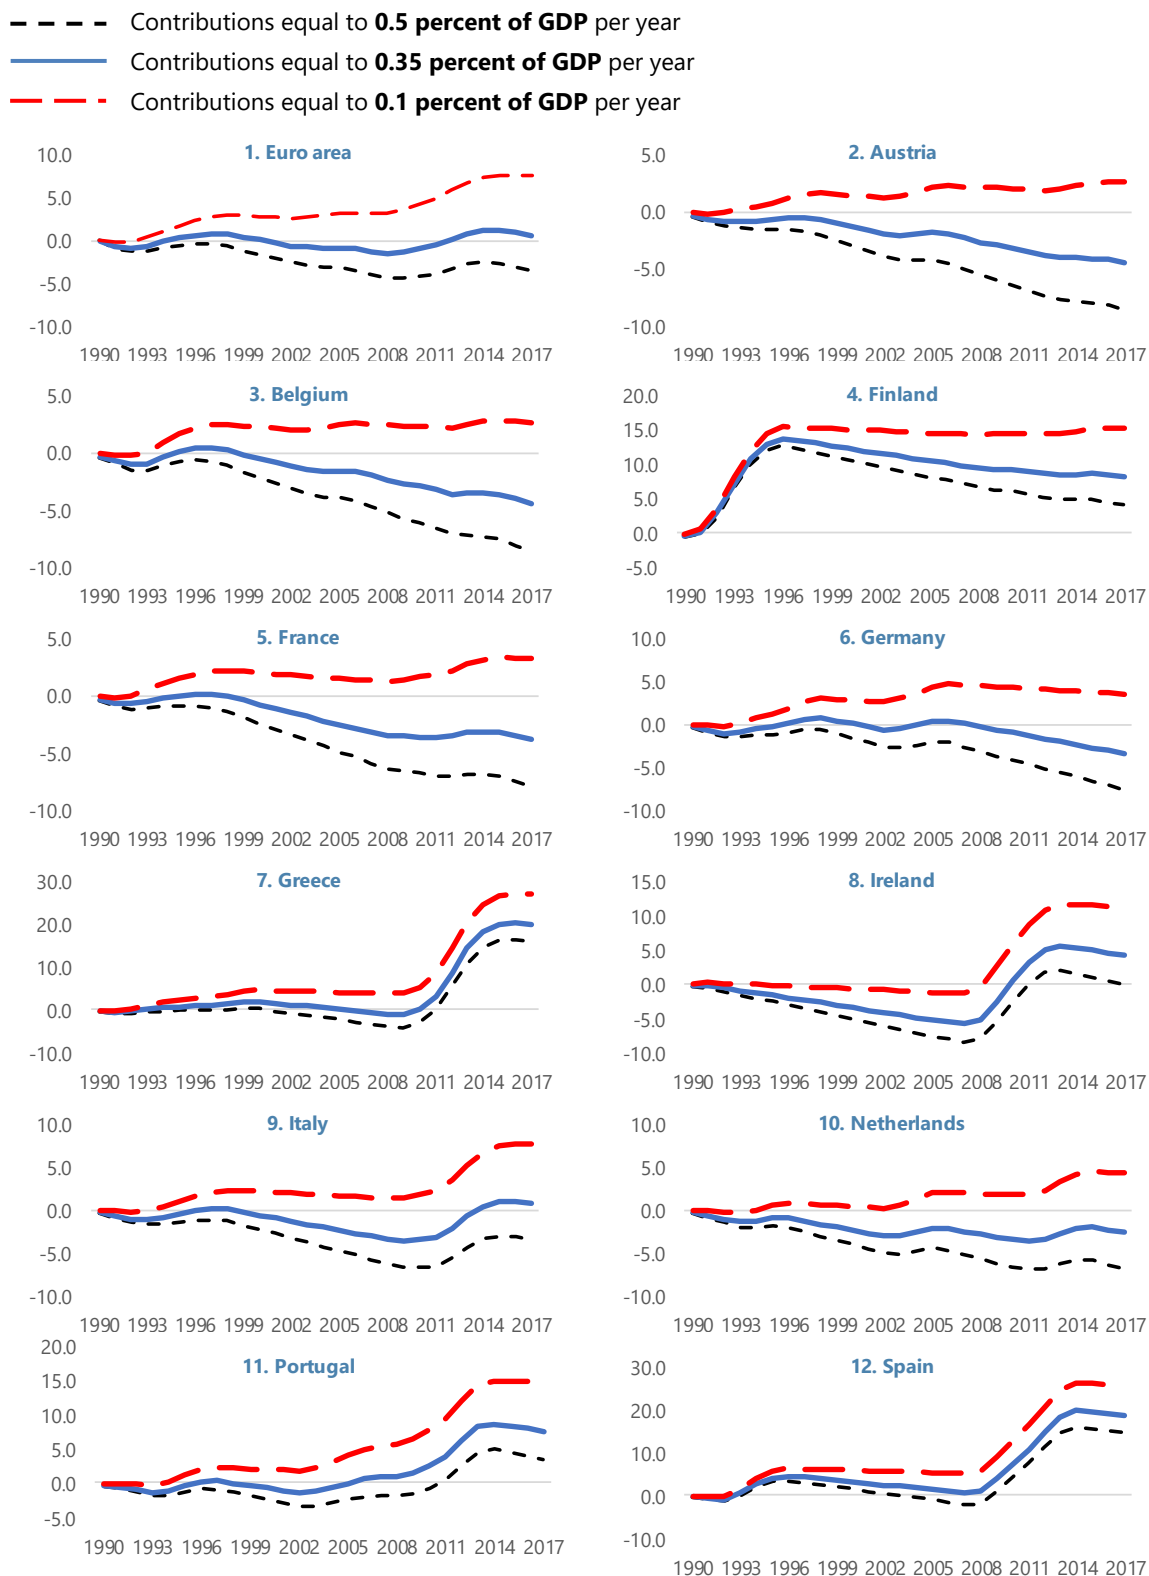 Contributions equal to 0.5 percent of GDP per year
Contributions equal to 0.35 percent of GDP per year
Contributions equal to 0.1 percent of GDP per year
1. Euro area
10.0
5.0
0.0
-5.0
-10.0
1990 1993 1996 1999 2002 2005 2008 2011 2014 2017
2. Austria
5.0
0.0
-5.0
-10.0
1990 1993 1996 1999 2002 2005 2008 2011 2014 2017
3. Belgium
5.0
0.0
-5.0
-10.0
1990 1993 1996 1999 2002 2005 2008 2011 2014 2017
4. Finland
20.0
15.0
10.0
5.0
0.0
-5.0
1990 1993 1996 1999 2002 2005 2008 2011 2014 2017
5. France
5.0
0.0
-5.0
-10.0
1990 1993 1996 1999 2002 2005 2008 2011 2014 2017
6. Germany
10.0
5.0
0.0
-5.0
-10.0
1990 1993 1996 1999 2002 2005 2008 2011 2014 2017
7. Greece
30.0
20.0
10.0
0.0
-10.0
1990 1993 1996 1999 2002 2005 2008 2011 2014 2017
8. Ireland
15.0
10.0
5.0
0.0
-5.0
-10.0
1990 1993 1996 1999 2002 2005 2008 2011 2014 2017
9. Italy
10.0
5.0
0.0
-5.0
-10.0
1990 1993 1996 1999 2002 2005 2008 2011 2014 2017
10. Netherlands
10.0
5.0
0.0
-5.0
-10.0
1990 1993 1996 1999 2002 2005 2008 2011 2014 2017
11. Portugal
20.0
15.0
10.0
5.0
0.0
-5.0
1990 1993 1996 1999 2002 2005 2008 2011 2014 2017
12. Spain
30.0
20.0
10.0
0.0
-10.0
1990 1993 1996 1999 2002 2005 2008 2011 2014 2017